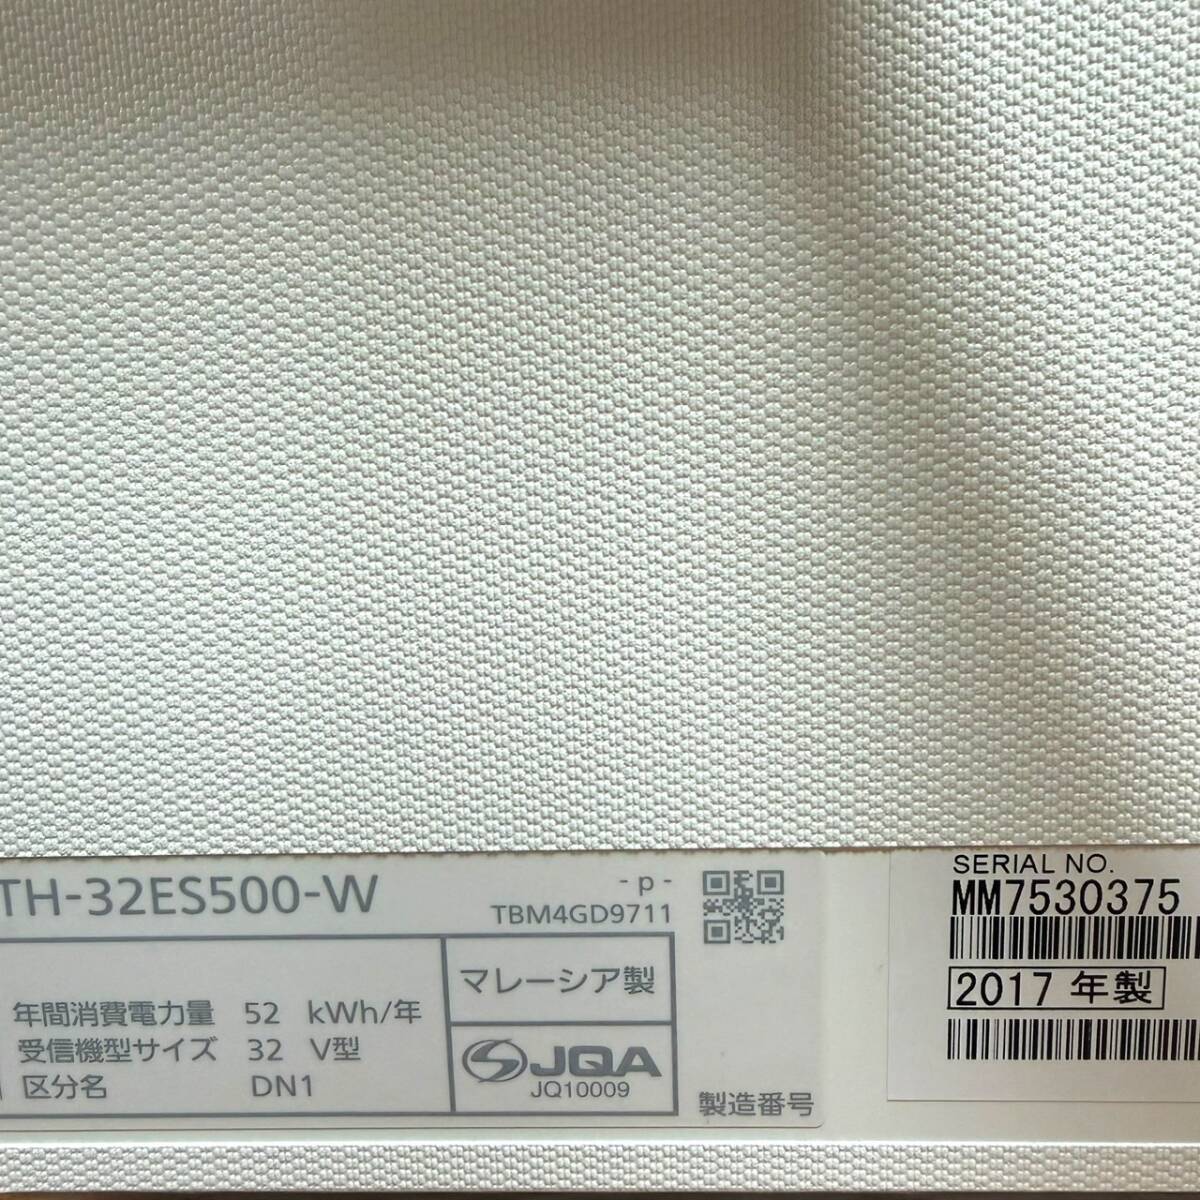 TH-32ES500-W
- p -
TBM4GD9711
年間消費電力量 52 kWh/年
受信機型サイズ 32 V型
区分名 DN1
マレーシア製
JQA
JQ10009
製造番号
SERIAL NO.
MM7530375
2017 年製